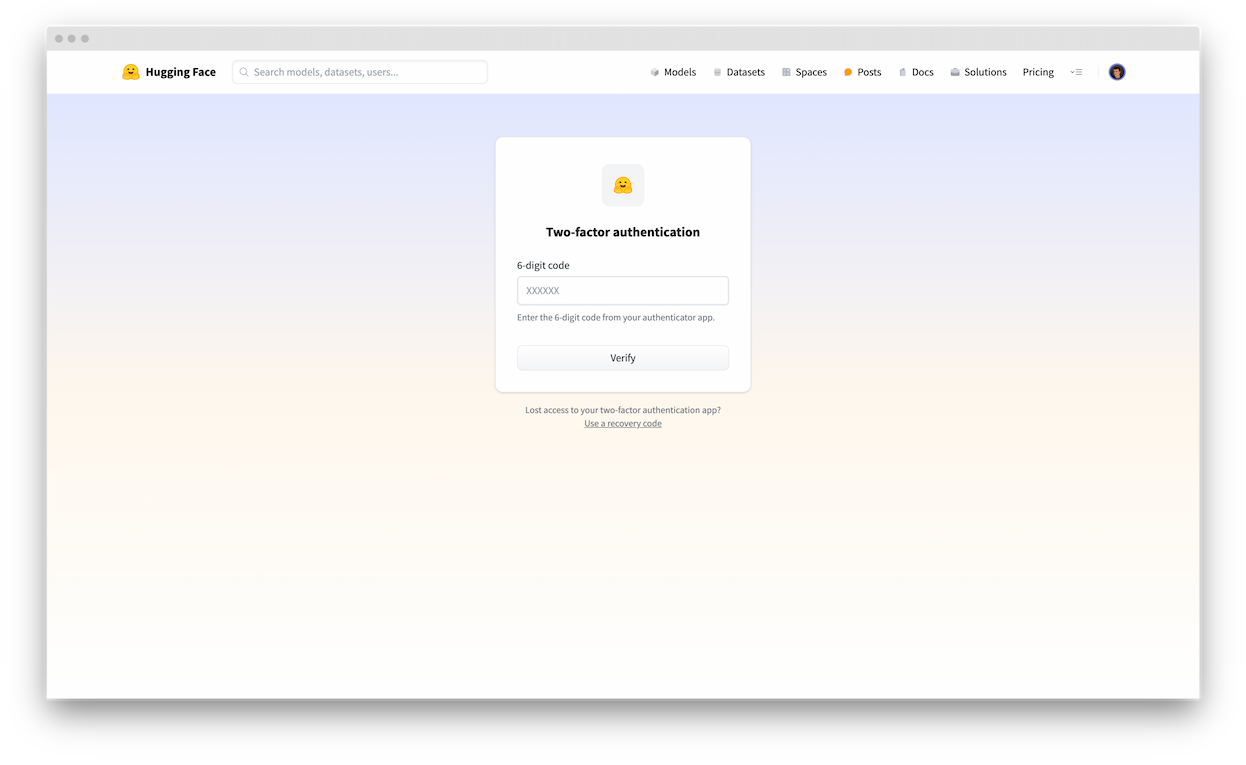 Hugging Face
Search models, datasets, users...
Models
Datasets
Spaces
Posts
Docs
Solutions
Pricing
Two-factor authentication
6-digit code
XXXXXX
Enter the 6-digit code from your authenticator app.
Verify
Lost access to your two-factor authentication app?
Use a recovery code